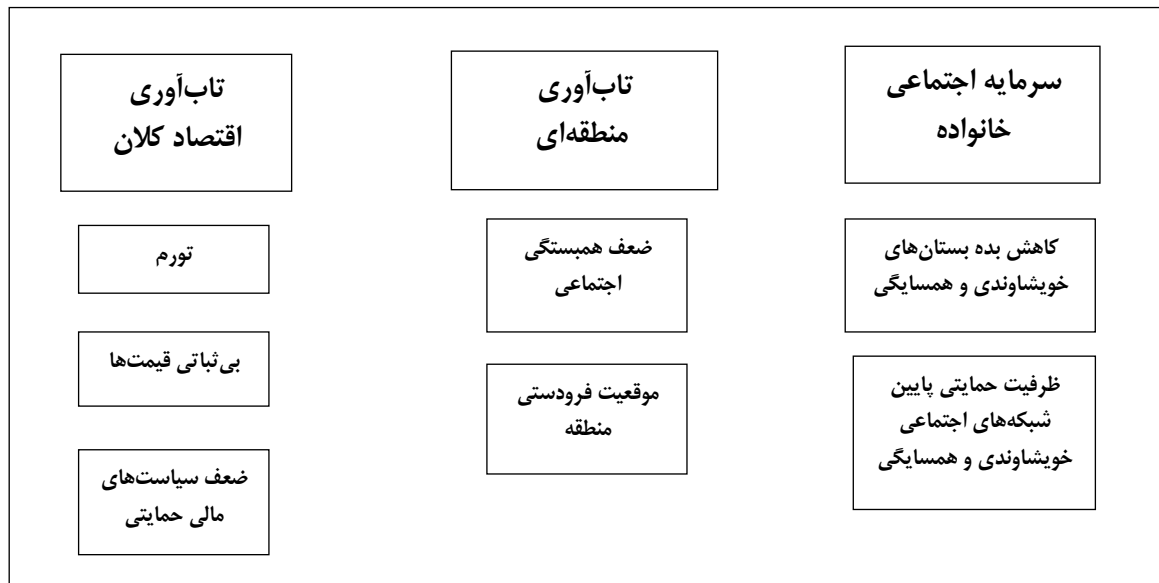 سرمایه اجتماعی
خانواده
کاهش بده بستان‌های
خویشاوندی و همسایگی
ظرفیت حمایتی پایین
شبکه‌های اجتماعی
خویشاوندی و همسایگی
تاب‌آوری
منطقه‌ای
ضعف همبستگی
اجتماعی
موقعیت فرودستی
منطقه
تاب‌آوری
اقتصاد کلان
تورم
بی‌ثباتی قیمت‌ها
ضعف سیاست‌های
مالی حمایتی